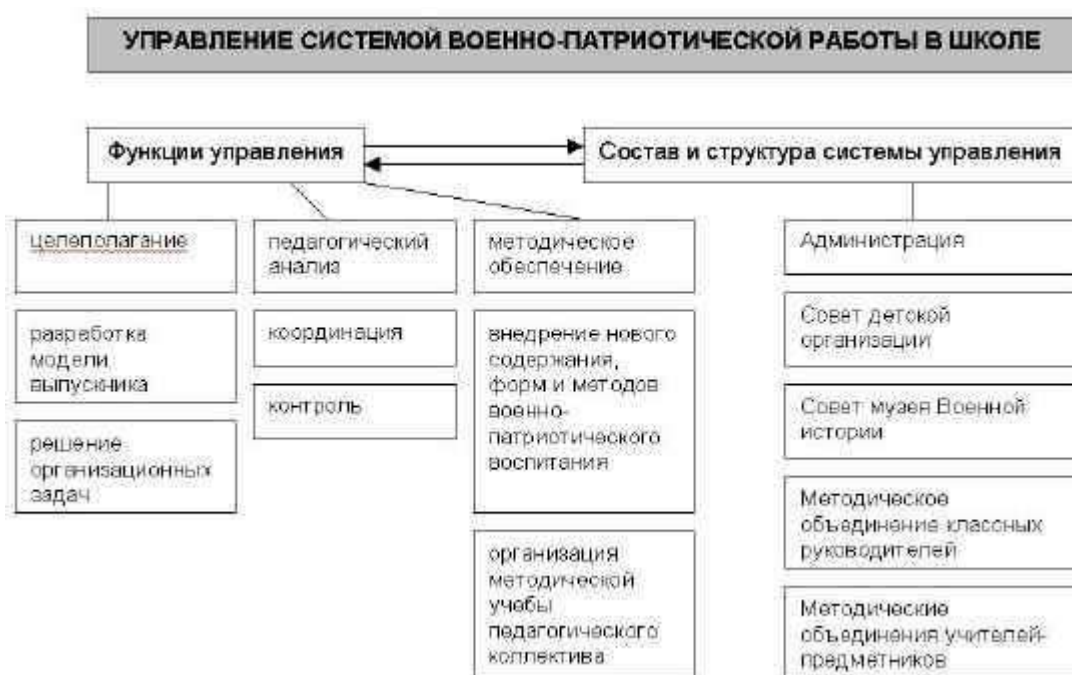 УПРАВЛЕНИЕ СИСТЕМОЙ ВОЕННО-ПАТРИОТИЧЕСКОЙ РАБОТЫ В ШКОЛЕ
Функции управления
Состав и структура системы управления
целеполагание
разработка
модели
выпускника
решение
организационных
задач
педагогический
анализ
координация
контроль
методическое
обеспечение
внедрение нового
содержания,
форм и методов
военно-
патриотического
воспитания
организация
методической
учебы
педагогического
коллектива
Администрация
Совет детской
организации
Совет музея Военной
истории
Методическое
объединение классных
руководителей
Методические
объединения учителей-
предметников